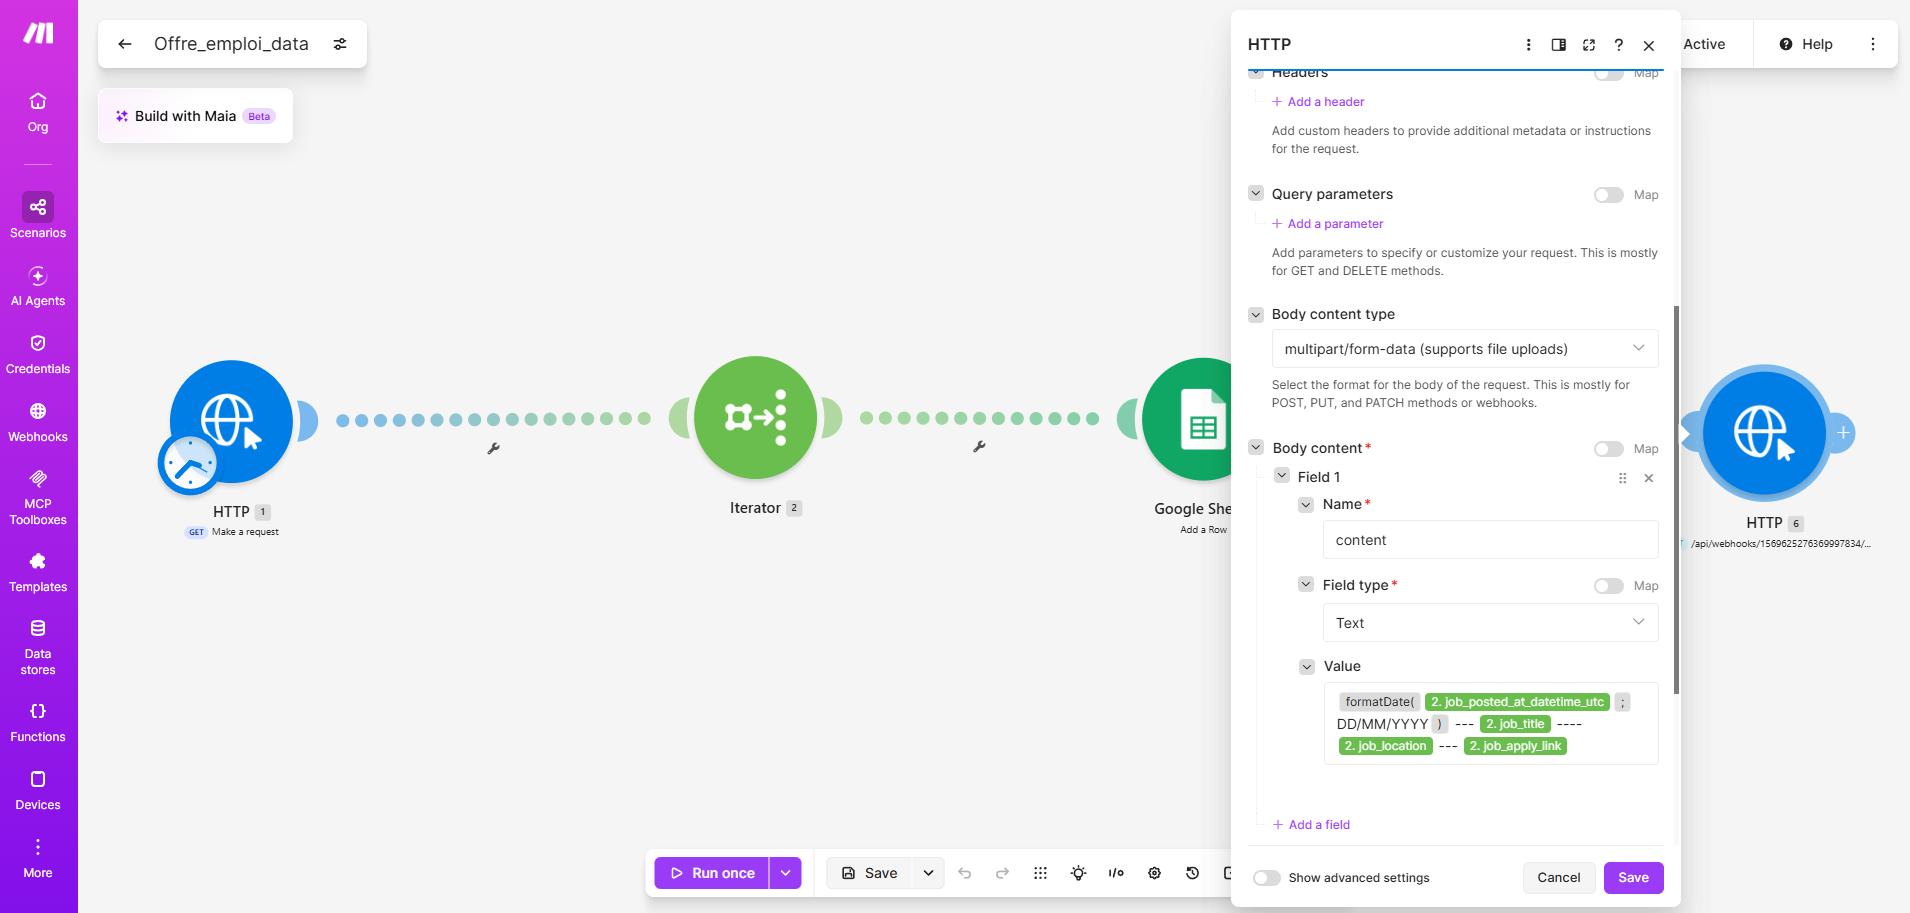 Offre_emploi_data
Build with Maia Beta
Org
Scenarios
AI Agents
Credentials
Webhooks
MCP
Toolboxes
Templates
Data
stores
Functions
Devices
More
HTTP 1
GET Make a request
Iterator 2
Google She
Add a Row
Run once
Save
HTTP
Headers Map
+ Add a header
Add custom headers to provide additional metadata or instructions
for the request.
Query parameters Map
+ Add a parameter
Add parameters to specify or customize your request. This is mostly
for GET and DELETE methods.
Body content type
multipart/form-data (supports file uploads)
Select the format for the body of the request. This is mostly for
POST, PUT, and PATCH methods or webhooks.
Body content* Map
Field 1
Name*
content
Field type* Map
Text
Value
formatDate( 2. job_posted_at_datetime_utc ;
DD/MM/YYYY ) --- 2. job_title ----
2. job_location --- 2. job_apply_link
+ Add a field
Show advanced settings
Cancel
Save
Active
Help
HTTP 6
/api/webhooks/1569625276369997834/...